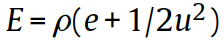 E = ρ(e + 1/2u²)